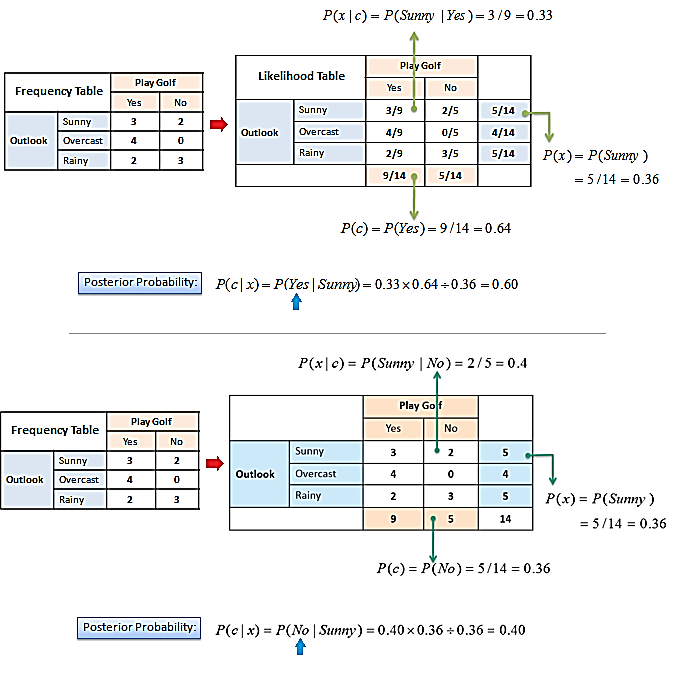 P(x | c) = P(Sunny | Yes) = 3 / 9 = 0.33
Frequency Table
Play Golf
Yes No
Outlook
Sunny 3 2
Overcast 4 0
Rainy 2 3
Likelihood Table
Play Golf
Yes No
Outlook
Sunny 3/9 2/5 5/14
Overcast 4/9 0/5 4/14
Rainy 2/9 3/5 5/14
9/14 5/14
P(x) = P(Sunny )
= 5 / 14 = 0.36
P(c) = P(Yes) = 9 / 14 = 0.64
Posterior Probability: P(c | x) = P(Yes | Sunny) = 0.33 × 0.64 ÷ 0.36 = 0.60
P(x | c) = P(Sunny | No) = 2 / 5 = 0.4
Frequency Table
Play Golf
Yes No
Outlook
Sunny 3 2
Overcast 4 0
Rainy 2 3
Play Golf
Yes No
Outlook
Sunny 3 2 5
Overcast 4 0 4
Rainy 2 3 5
9 5 14
P(x) = P(Sunny )
= 5 / 14 = 0.36
P(c) = P(No) = 5 / 14 = 0.36
Posterior Probability: P(c | x) = P(No | Sunny) = 0.40 × 0.36 ÷ 0.36 = 0.40